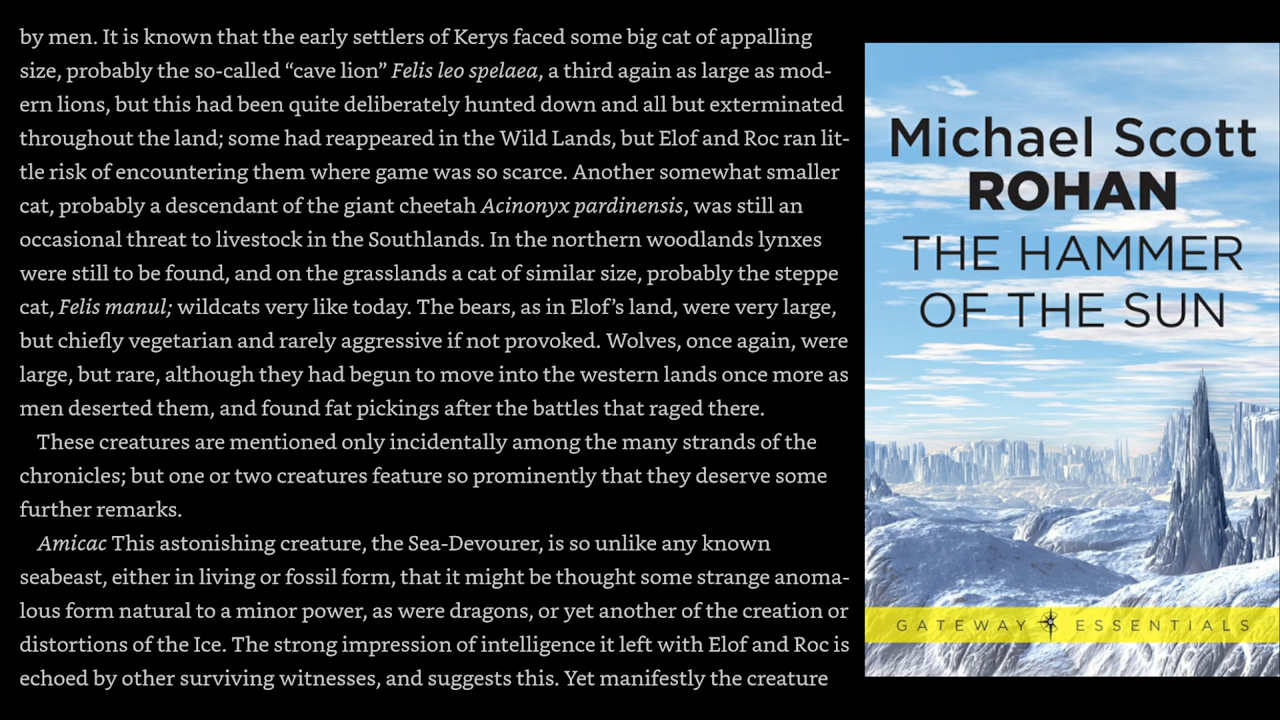 by men. It is known that the early settlers of Kerys faced some big cat of appalling
size, probably the so-called “cave lion” Felis leo spelaea, a third again as large as mod-
ern lions, but this had been quite deliberately hunted down and all but exterminated
throughout the land; some had reappeared in the Wild Lands, but Elof and Roc ran lit-
tle risk of encountering them where game was so scarce. Another somewhat smaller
cat, probably a descendant of the giant cheetah Acinonyx pardinensis, was still an
occasional threat to livestock in the Southlands. In the northern woodlands lynxes
were still to be found, and on the grasslands a cat of similar size, probably the steppe
cat, Felis manul; wildcats very like today. The bears, as in Elof’s land, were very large,
but chiefly vegetarian and rarely aggressive if not provoked. Wolves, once again, were
large, but rare, although they had begun to move into the western lands once more as
men deserted them, and found fat pickings after the battles that raged there.
These creatures are mentioned only incidentally among the many strands of the
chronicles; but one or two creatures feature so prominently that they deserve some
further remarks.
Amicac This astonishing creature, the Sea-Devourer, is so unlike any known
seabeast, either in living or fossil form, that it might be thought some strange anoma-
lous form natural to a minor power, as were dragons, or yet another of the creation or
distortions of the Ice. The strong impression of intelligence it left with Elof and Roc is
echoed by other surviving witnesses, and suggests this. Yet manifestly the creature
Michael Scott
ROHAN
THE HAMMER
OF THE SUN
GATEWAY ESSENTIALS